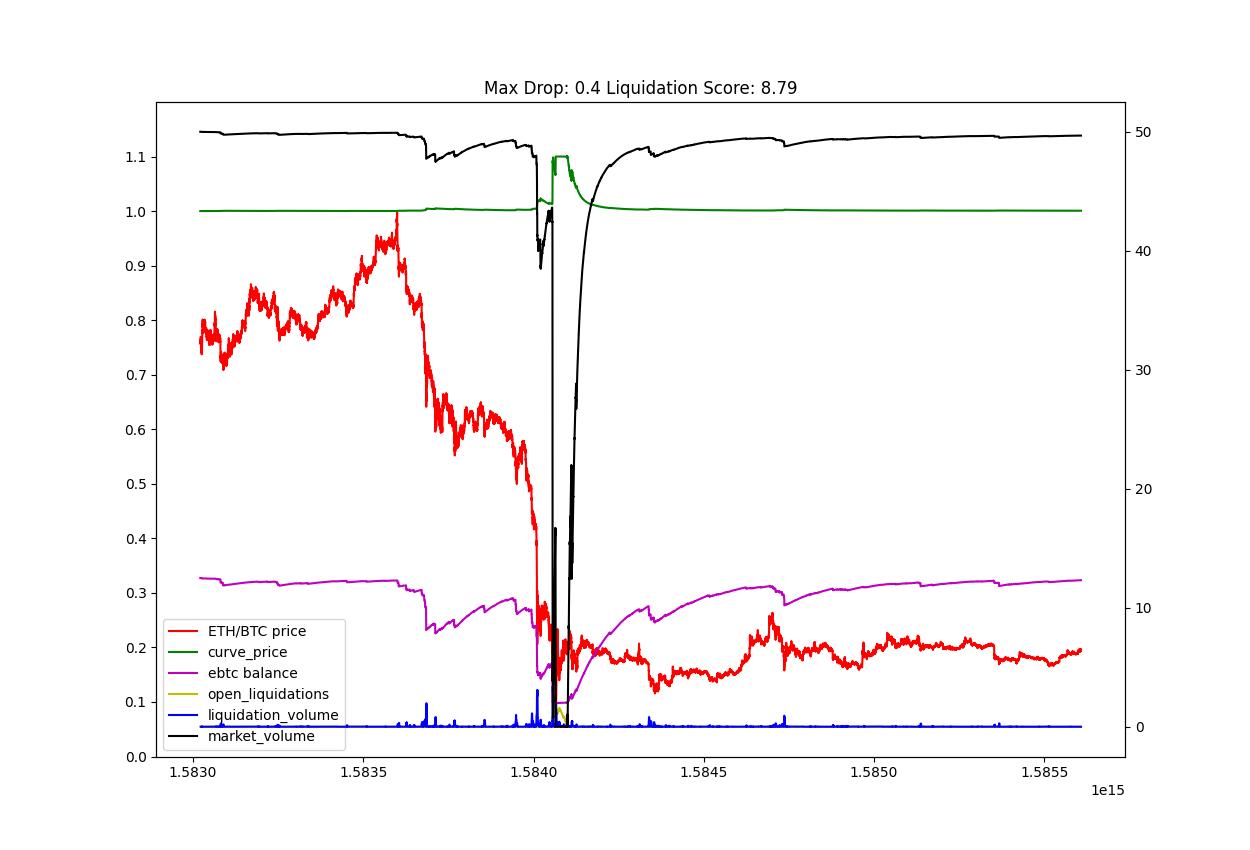 Max Drop: 0.4 Liquidation Score: 8.79
1.1
1.0
0.9
0.8
0.7
0.6
0.5
0.4
0.3
0.2
0.1
0.0
50
40
30
20
10
0
ETH/BTC price
curve_price
ebtc balance
open_liquidations
liquidation_volume
market_volume
1.5830 1.5835 1.5840 1.5845 1.5850 1.5855
1e15